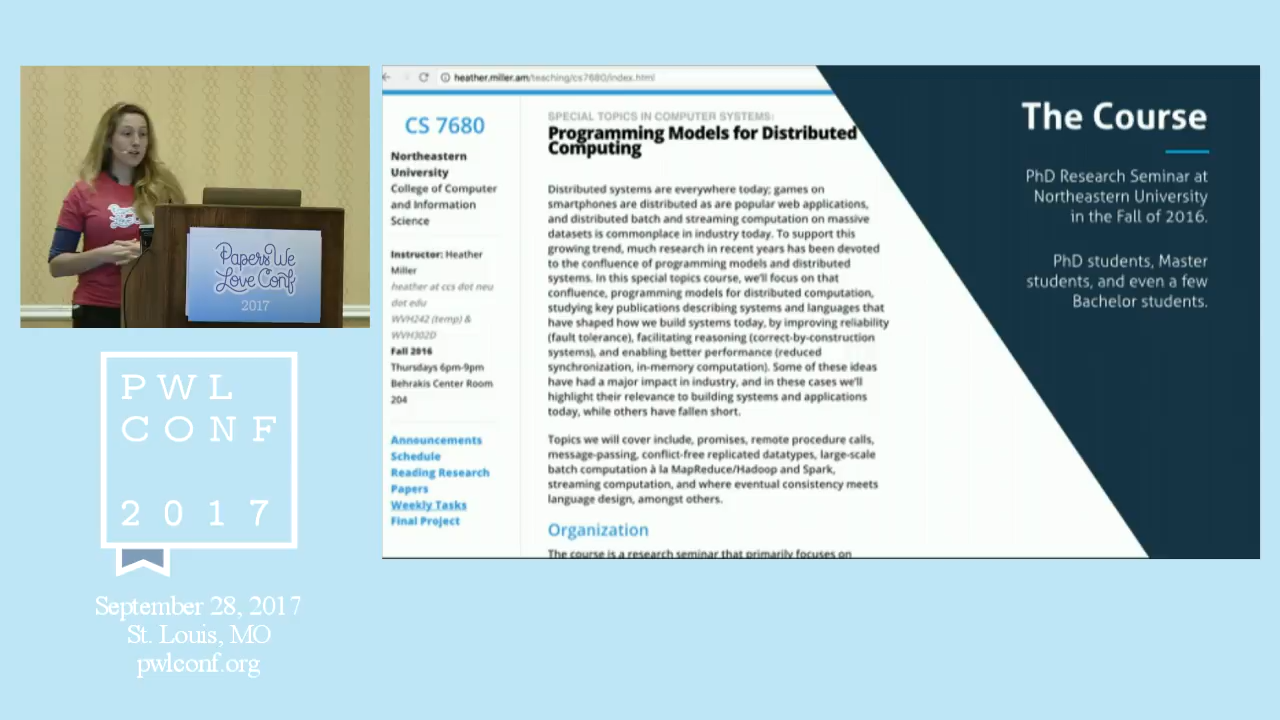 Papers We
Love Conf
2017
PWL
CONF
2017
September 28, 2017
St. Louis, MO
pwlconf.org
heather.miller.am/teaching/cs7680/index.html
CS 7680
Northeastern
University
College of Computer
and Information
Science
Instructor: Heather
Miller
heather at ccs dot neu
dot edu
WVH242 (temp) &
WVH302D
Fall 2016
Thursdays 6pm-9pm
Behrakis Center Room
204
Announcements
Schedule
Reading Research
Papers
Weekly Tasks
Final Project
SPECIAL TOPICS IN COMPUTER SYSTEMS:
Programming Models for Distributed
Computing
Distributed systems are everywhere today; games on
smartphones are distributed as are popular web applications,
and distributed batch and streaming computation on massive
datasets is commonplace in industry today. To support this
growing trend, much research in recent years has been devoted
to the confluence of programming models and distributed
systems. In this special topics course, we'll focus on that
confluence, programming models for distributed computation,
studying key publications describing systems and languages that
have shaped how we build systems today, by improving reliability
(fault tolerance), facilitating reasoning (correct-by-construction
systems), and enabling better performance (reduced
synchronization, in-memory computation). Some of these ideas
have had a major impact in industry, and in these cases we'll
highlight their relevance to building systems and applications
today, while others have fallen short.
Topics we will cover include, promises, remote procedure calls,
message-passing, conflict-free replicated datatypes, large-scale
batch computation à la MapReduce/Hadoop and Spark,
streaming computation, and where eventual consistency meets
language design, amongst others.
Organization
The course is a research seminar that primarily focuses on
The Course
PhD Research Seminar at
Northeastern University
in the Fall of 2016.
PhD students, Master
students, and even a few
Bachelor students.